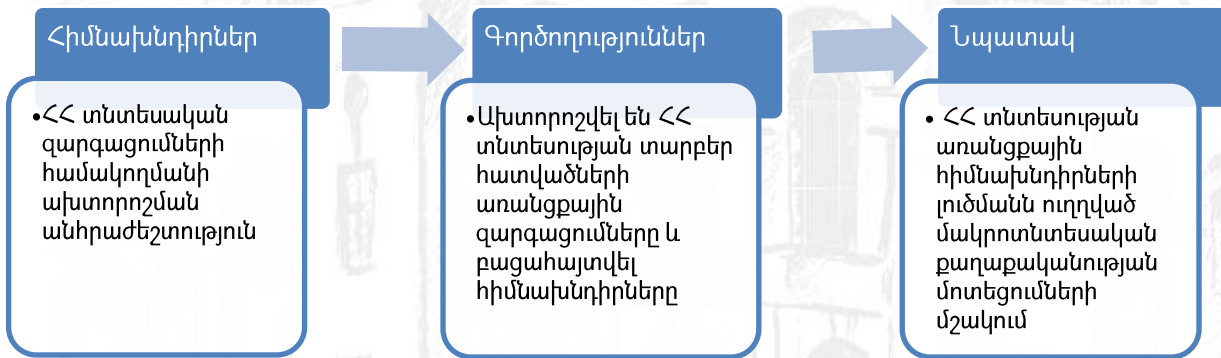 Հիմնախնդիրներ
•ՀՀ տնտեսական
զարգացումների
համակողմանի
ախտորոշման
անհրաժեշտություն
Գործողություններ
•Ախտորոշվել են ՀՀ
տնտեսության տարբեր
հատվածների
առանցքային
զարգացումները և
բացահայտվել
հիմնախնդիրները
Նպատակ
• ՀՀ տնտեսության
առանցքային
հիմնախնդիրների
լուծմանն ուղղված
մակրոտնտեսական
քաղաքականության
մոտեցումների
մշակում